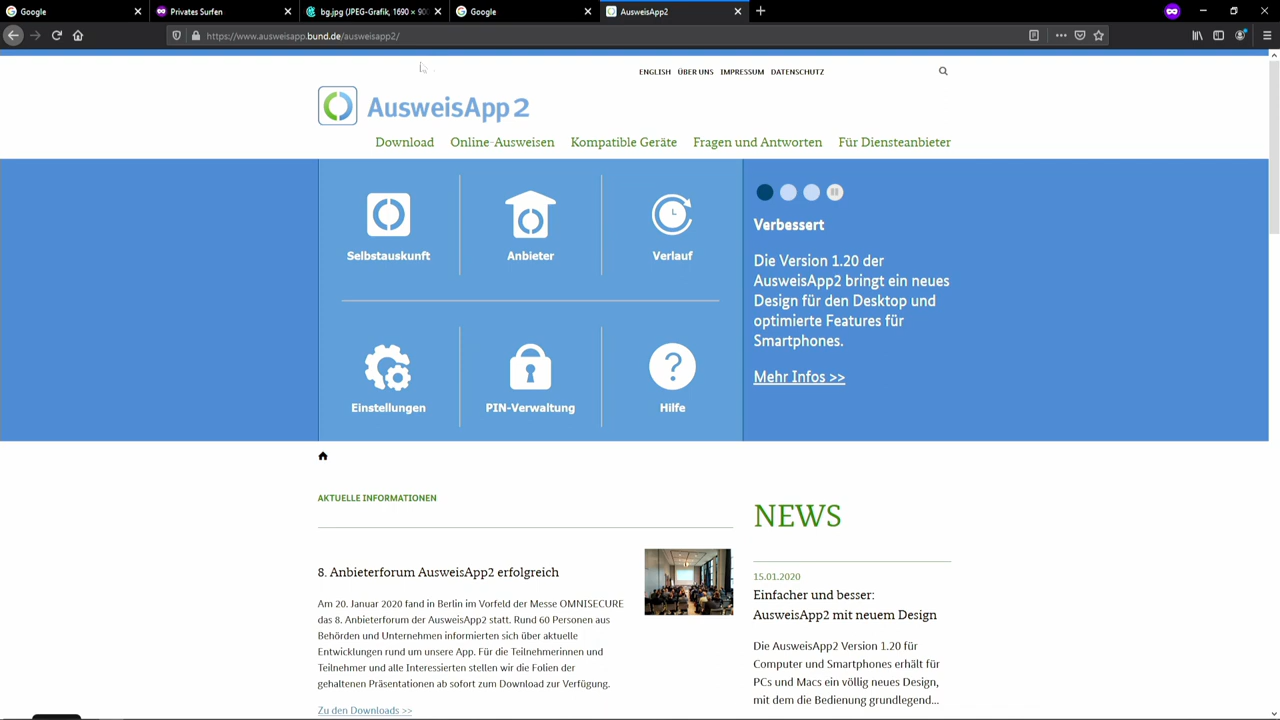 Google
Privates Surfen
bg.jpg (JPEG-Grafik, 1690 × 900
Google
AusweisApp2
https://www.ausweisapp.bund.de/ausweisapp2/
ENGLISH ÜBER UNS IMPRESSUM DATENSCHUTZ
AusweisApp2
Download Online-Ausweisen Kompatible Geräte Fragen und Antworten Für Diensteanbieter
Selbstauskunft
Anbieter
Verlauf
Einstellungen
PIN-Verwaltung
Hilfe
Verbessert
Die Version 1.20 der
AusweisApp2 bringt ein neues
Design für den Desktop und
optimierte Features für
Smartphones.
Mehr Infos >>
AKTUELLE INFORMATIONEN
8. Anbieterforum AusweisApp2 erfolgreich
Am 20. Januar 2020 fand in Berlin im Vorfeld der Messe OMNISECURE
das 8. Anbieterforum der AusweisApp2 statt. Rund 60 Personen aus
Behörden und Unternehmen informierten sich über aktuelle
Entwicklungen rund um unsere App. Für die Teilnehmerinnen und
Teilnehmer und alle Interessierten stellen wir die Folien der
gehaltenen Präsentationen ab sofort zum Download zur Verfügung.
Zu den Downloads >>
NEWS
15.01.2020
Einfacher und besser:
AusweisApp2 mit neuem Design
Die AusweisApp2 Version 1.20 für
Computer und Smartphones erhält für
PCs und Macs ein völlig neues Design,
mit dem die Bedienung grundlegend...